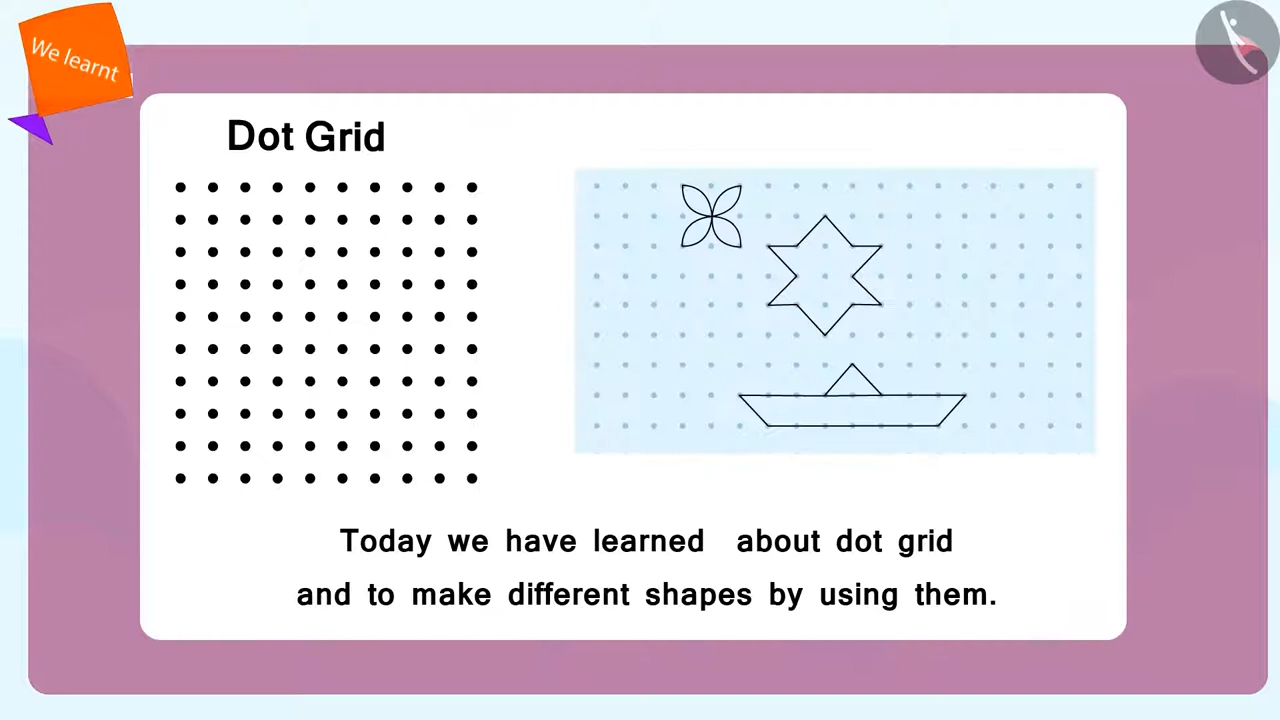 We learnt
Dot Grid
Today we have learned about dot grid
and to make different shapes by using them.